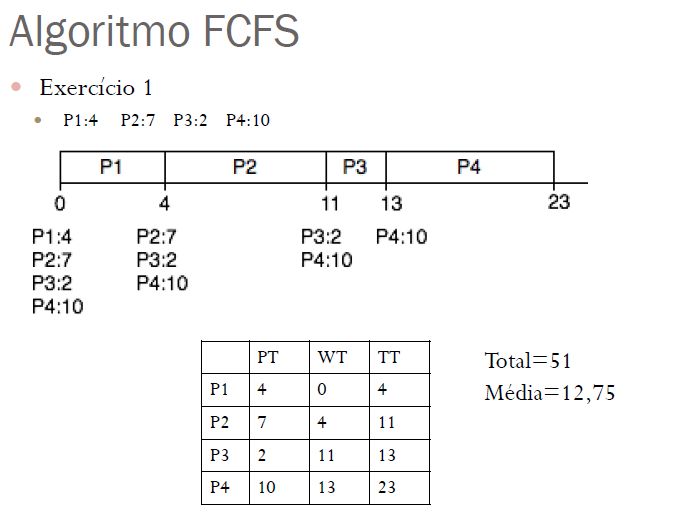 Algoritmo FCFS
Exercício 1
P1:4 P2:7 P3:2 P4:10
P1 P2 P3 P4
0 4 11 13 23
P1:4 P2:7 P3:2 P4:10
P2:7 P3:2 P4:10
P3:2 P4:10
P4:10
PT WT TT
P1 4 0 4
P2 7 4 11
P3 2 11 13
P4 10 13 23
Total=51
Média=12,75